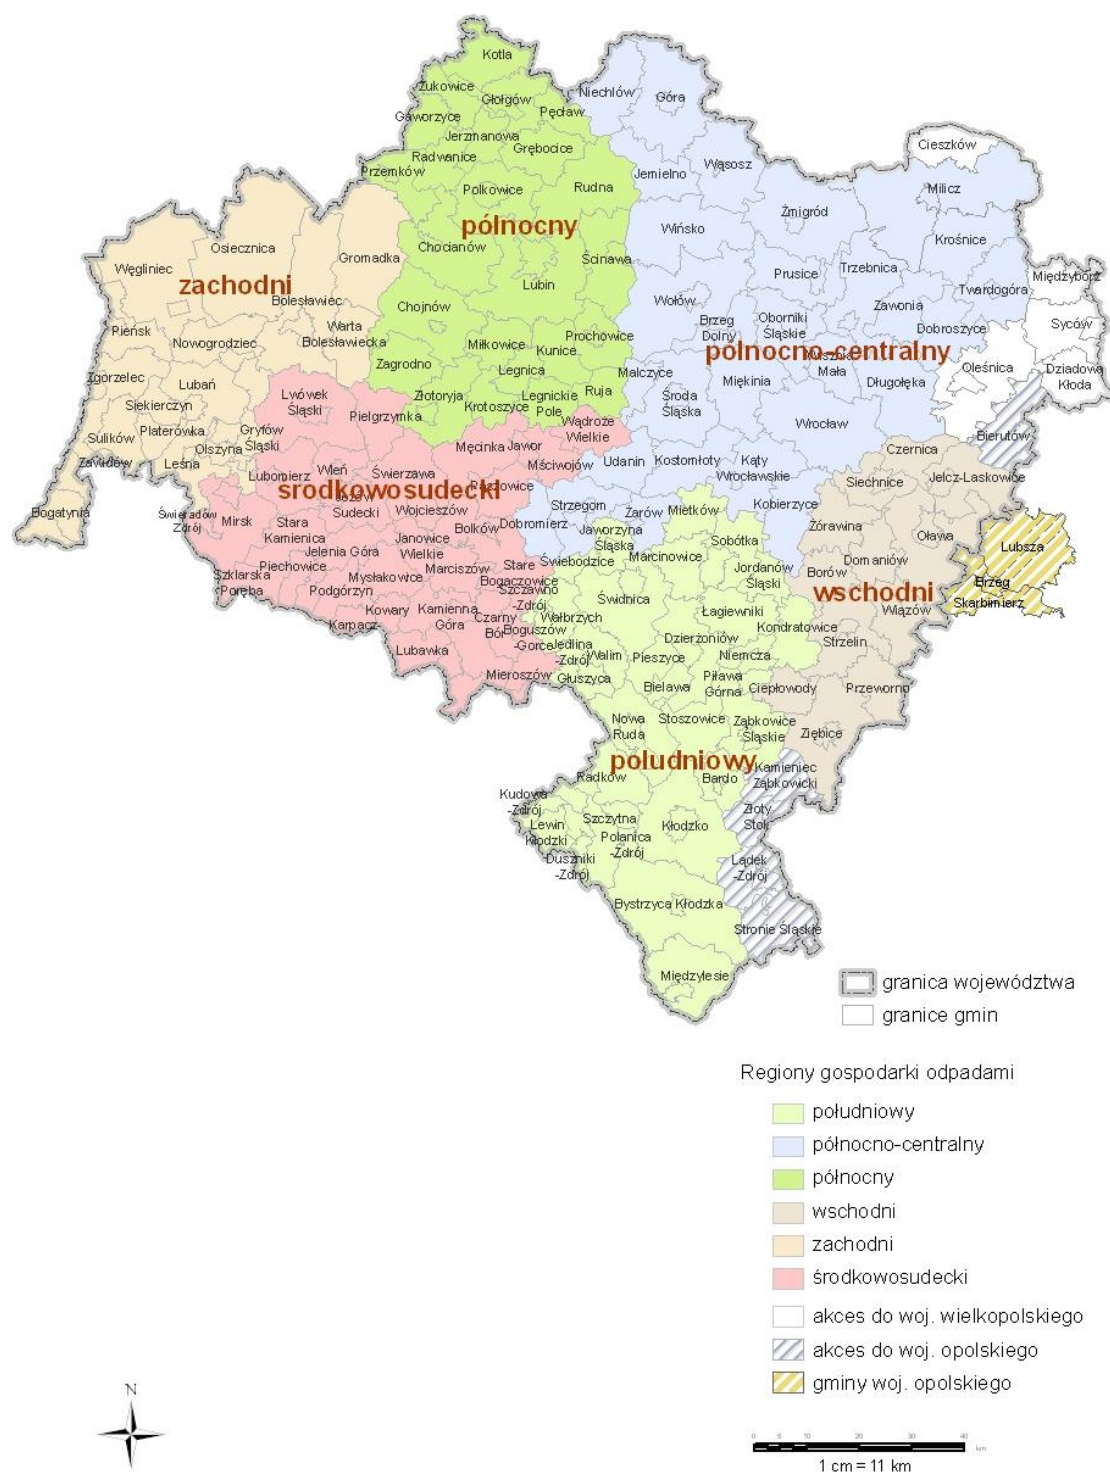 Kotla
Żukowice
Głofgów
Niechlów
Góra
Pęcław
Gaworzyce
Jerzmanowa
Grębocice
Cieszków
Radwanice
Wąsosz
Przemków
Jemielno
Polkowice
Rudna
Milicz
Żmigród
północny
Wińsko
Krośnice
Osiecznica
Chocianów
Gromadka
Ścinawa
Węgliniec
Prusice
Trzebnica
Międzybórz
zachodni
Lubin
Twardogóra
Bolesławiec
Wołów
Chojnów
Zawonia
Brzeg
Dolny
Oborniki
Śląskie
Syców
Pieńsk
Warta
Bolesławiecka
Prochowice
Dobroszyce
Nowogrodziec
Miłkowice
Kunice
północno-centralny
Zagrodno
Legnica
Malczyce
Mała
Oleśnica
Dziadowa
Kłoda
Zgorzelec
Lubań
Miękinia
Długołęka
Lwówek
Śląski
Złotoryja
Legnickie
Pole
Ruja
Środa
Śląska
Siekierczyn
Pielgrzymka
Krotoszyce
Wądroże
Wielkie
Wrocław
Sulików
Platerówka
Gryfów
Śląski
Bierutów
Olszyna
Męcinka
Jawor
Czernica
Zawidów
Leśna
Lubomierz
Wleń
Świerzawa
Mściwojów
Udanin
Kostomłoty
Kąty
Wrocławskie
Siechnice
Jelcz-Laskowice
środkowosudecki
Paszowice
Bogatynia
Świeradów
Zdrój
Mirsk
Jeżów
Sudecki
Wojcieszów
Strzegom
Żarów
Mietków
Kobierzyce
Stara
Kamienica
Bolków
Dobromierz
Żórawina
Oława
Jaworzyna
Śląska
Sobótka
Lubsza
Jelenia Góra
Janowice
Wielkie
Marcinowice
Piechowice
Marciszów
Stare
Bogaczowice
Świebodzice
Jordanów
Śląski
Domaniów
Borów
Szklarska
Poręba
Mysłakowice
Podgórzyn
Szczawno
-Zdrój
Świdnica
wschodni
Brzeg
Skarbimierz
Kowary
Kamienna
Góra
Czarny
Bór
Wałbrzych
Łagiewniki
Wiązów
Karpacz
Boguszów
-Gorce
Jedlina
-Zdrój
Walim
Dzierżoniów
Kondratowice
Strzelin
Lubawka
Pieszyce
Niemcza
Mieroszów
Głuszyca
Bielawa
Piława
Górna
Ciepłowody
Przeworno
Nowa
Ruda
Stoszowice
Ząbkowice
Śląskie
Ziębice
południowy
Kamieniec
Ząbkowicki
Radków
Bardo
Kudowa
-Zdrój
Złoty
Stok
Lewin
Kłodzki
Szczytna
Polanica
-Zdrój
Kłodzko
Duszniki
-Zdrój
Lądek
-Zdrój
Bystrzyca Kłodzka
Stronie Śląskie
Międzylesie
granica województwa
granice gmin
Regiony gospodarki odpadami
południowy
północno-centralny
północny
wschodni
zachodni
środkowosudecki
akces do woj. wielkopolskiego
akces do woj. opolskiego
gminy woj. opolskiego
N
0 5 10 20 30 40
km
1 cm = 11 km